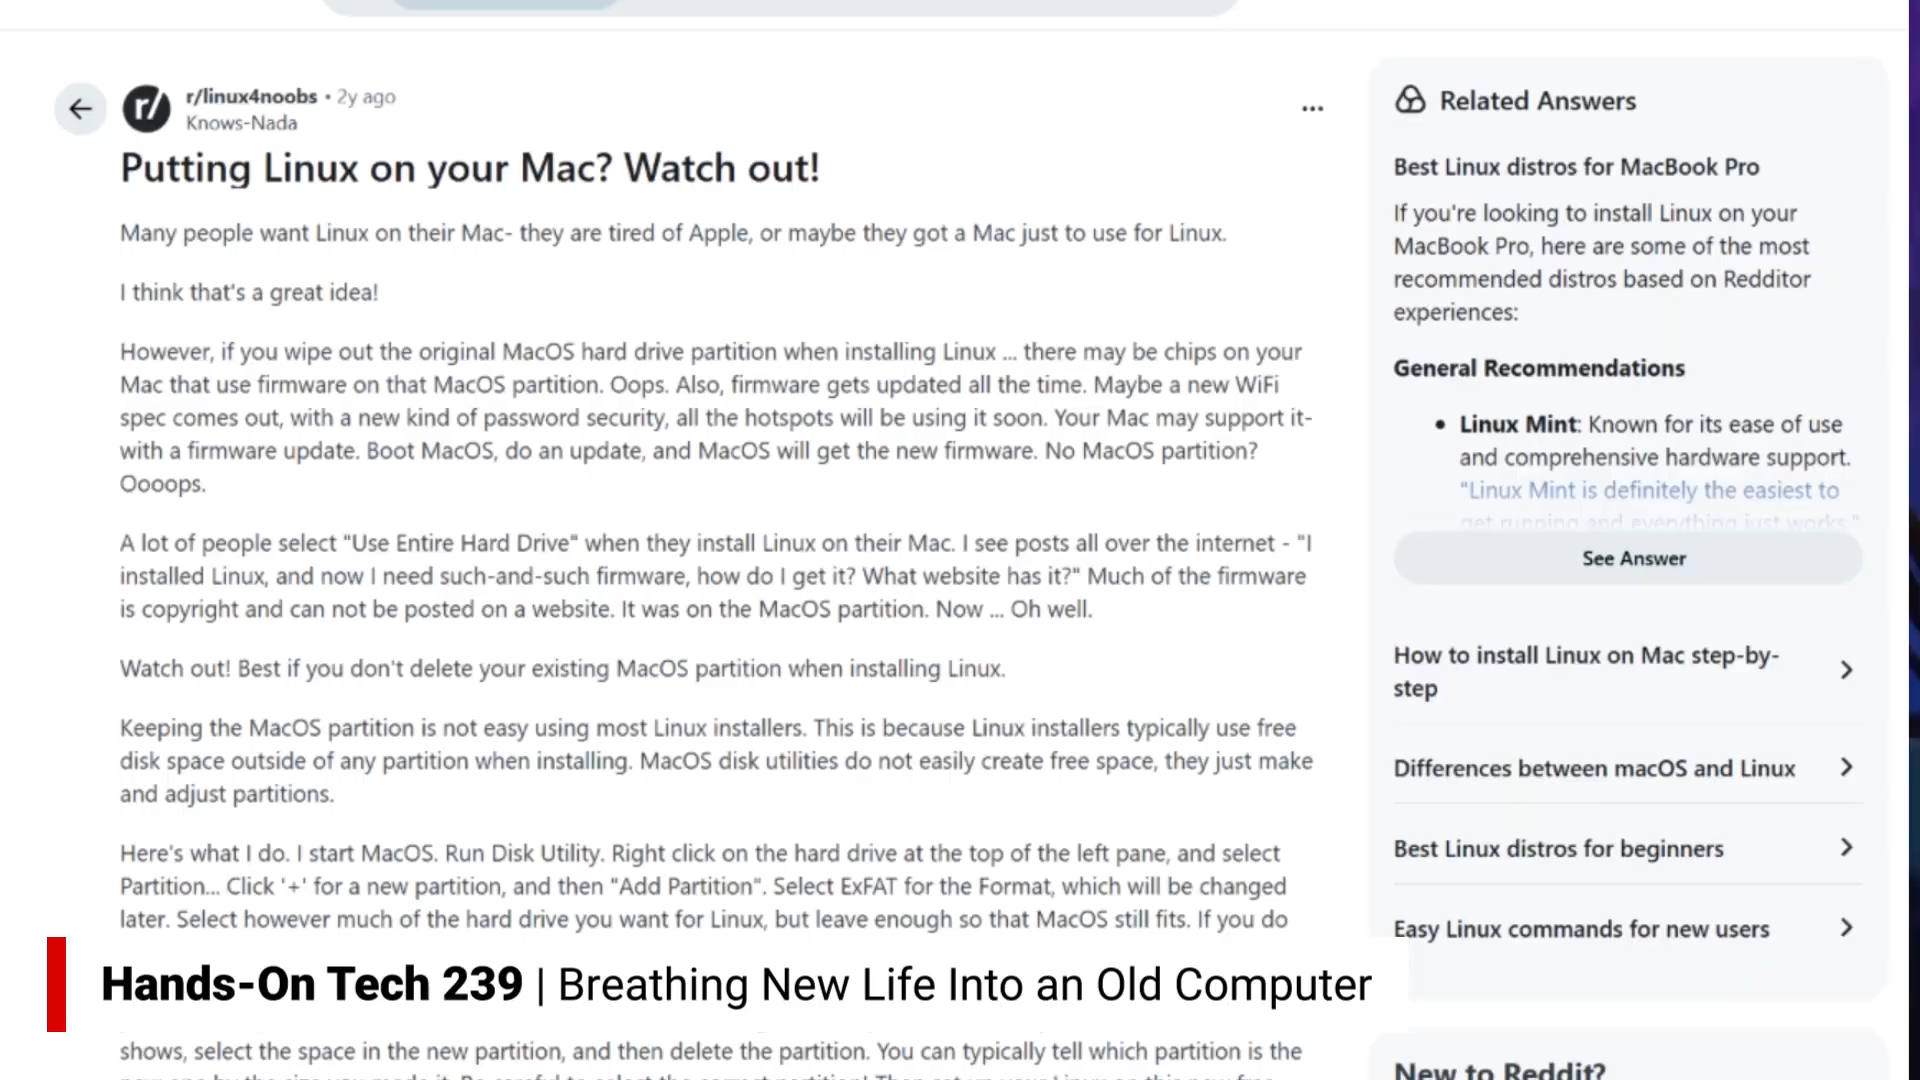 r/linux4noobs • 2y ago
Knows-Nada
Putting Linux on your Mac? Watch out!
Many people want Linux on their Mac- they are tired of Apple, or maybe they got a Mac just to use for Linux.
I think that's a great idea!
However, if you wipe out the original MacOS hard drive partition when installing Linux ... there may be chips on your
Mac that use firmware on that MacOS partition. Oops. Also, firmware gets updated all the time. Maybe a new WiFi
spec comes out, with a new kind of password security, all the hotspots will be using it soon. Your Mac may support it-
with a firmware update. Boot MacOS, do an update, and MacOS will get the new firmware. No MacOS partition?
Oooops.
A lot of people select "Use Entire Hard Drive" when they install Linux on their Mac. I see posts all over the internet - "I
installed Linux, and now I need such-and-such firmware, how do I get it? What website has it?" Much of the firmware
is copyright and can not be posted on a website. It was on the MacOS partition. Now ... Oh well.
Watch out! Best if you don't delete your existing MacOS partition when installing Linux.
Keeping the MacOS partition is not easy using most Linux installers. This is because Linux installers typically use free
disk space outside of any partition when installing. MacOS disk utilities do not easily create free space, they just make
and adjust partitions.
Here's what I do. I start MacOS. Run Disk Utility. Right click on the hard drive at the top of the left pane, and select
Partition... Click '+' for a new partition, and then "Add Partition". Select ExFAT for the Format, which will be changed
later. Select however much of the hard drive you want for Linux, but leave enough so that MacOS still fits. If you do
Hands-On Tech 239 | Breathing New Life Into an Old Computer
shows, select the space in the new partition, and then delete the partition. You can typically tell which partition is the
Related Answers
Best Linux distros for MacBook Pro
If you're looking to install Linux on your
MacBook Pro, here are some of the most
recommended distros based on Redditor
experiences:
General Recommendations
• Linux Mint: Known for its ease of use
and comprehensive hardware support.
"Linux Mint is definitely the easiest to
get running and everything just works."
See Answer
How to install Linux on Mac step-by-
step
Differences between macOS and Linux
Best Linux distros for beginners
Easy Linux commands for new users
New to Reddit?